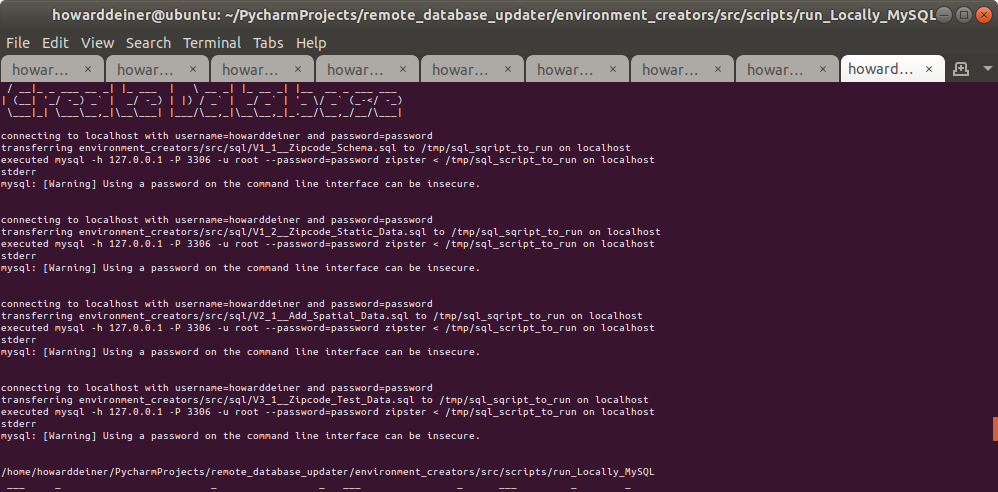 howarddeiner@ubuntu: ~/PycharmProjects/remote_database_updater/environment_creators/src/scripts/run_Locally_MySQL
File Edit View Search Terminal Tabs Help
howar... × howar... × howar... × howar... × howar... × howar... × howar... × howar... × howard... ×
connecting to localhost with username=howarddeiner and password=password
transferring environment_creators/src/sql/V1_1__Zipcode_Schema.sql to /tmp/sql_sqript_to_run on localhost
executed mysql -h 127.0.0.1 -P 3306 -u root --password=password zipster < /tmp/sql_script_to_run on localhost
stderr
mysql: [Warning] Using a password on the command line interface can be insecure.
connecting to localhost with username=howarddeiner and password=password
transferring environment_creators/src/sql/V1_2__Zipcode_Static_Data.sql to /tmp/sql_sqript_to_run on localhost
executed mysql -h 127.0.0.1 -P 3306 -u root --password=password zipster < /tmp/sql_script_to_run on localhost
stderr
mysql: [Warning] Using a password on the command line interface can be insecure.
connecting to localhost with username=howarddeiner and password=password
transferring environment_creators/src/sql/V2_1__Add_Spatial_Data.sql to /tmp/sql_sqript_to_run on localhost
executed mysql -h 127.0.0.1 -P 3306 -u root --password=password zipster < /tmp/sql_script_to_run on localhost
stderr
mysql: [Warning] Using a password on the command line interface can be insecure.
connecting to localhost with username=howarddeiner and password=password
transferring environment_creators/src/sql/V3_1__Zipcode_Test_Data.sql to /tmp/sql_sqript_to_run on localhost
executed mysql -h 127.0.0.1 -P 3306 -u root --password=password zipster < /tmp/sql_script_to_run on localhost
stderr
mysql: [Warning] Using a password on the command line interface can be insecure.
/home/howarddeiner/PycharmProjects/remote_database_updater/environment_creators/src/scripts/run_Locally_MySQL